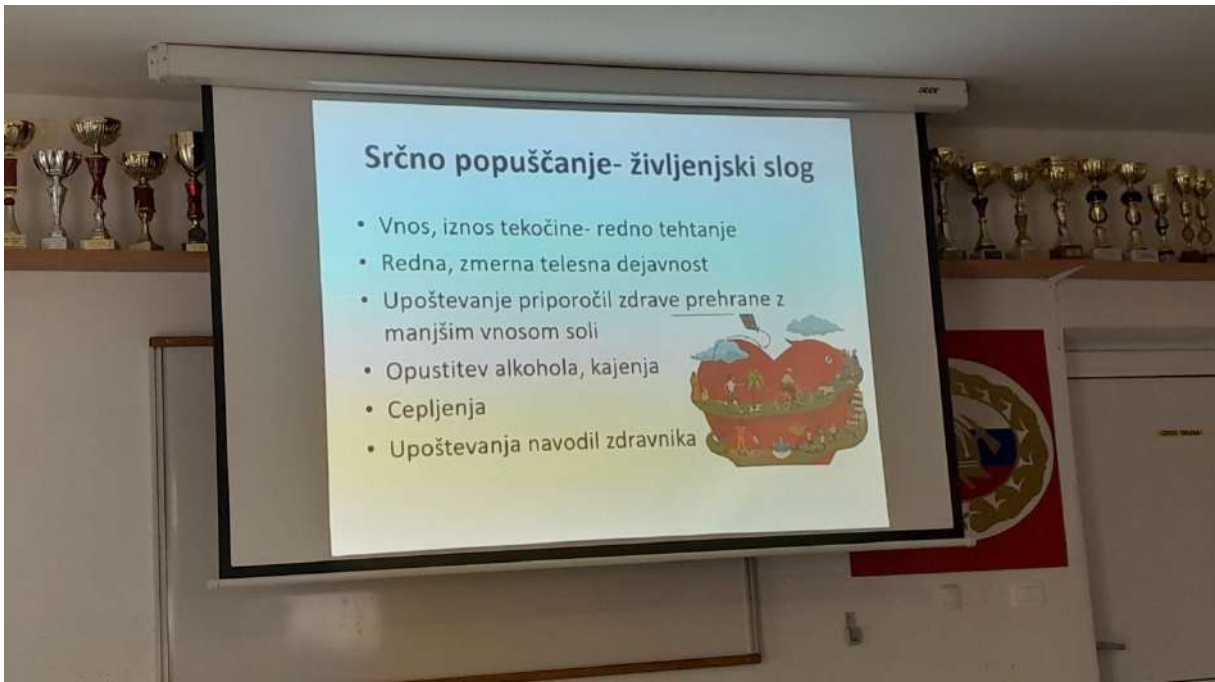 acer
Srčno popuščanje- življenjski slog
• Vnos, iznos tekočine- redno tehtanje
• Redna, zmerna telesna dejavnost
• Upoštevanje priporočil zdrave prehrane z
manjšim vnosom soli
• Opustitev alkohola, kajenja
• Cepljenja
• Upoštevanja navodil zdravnika